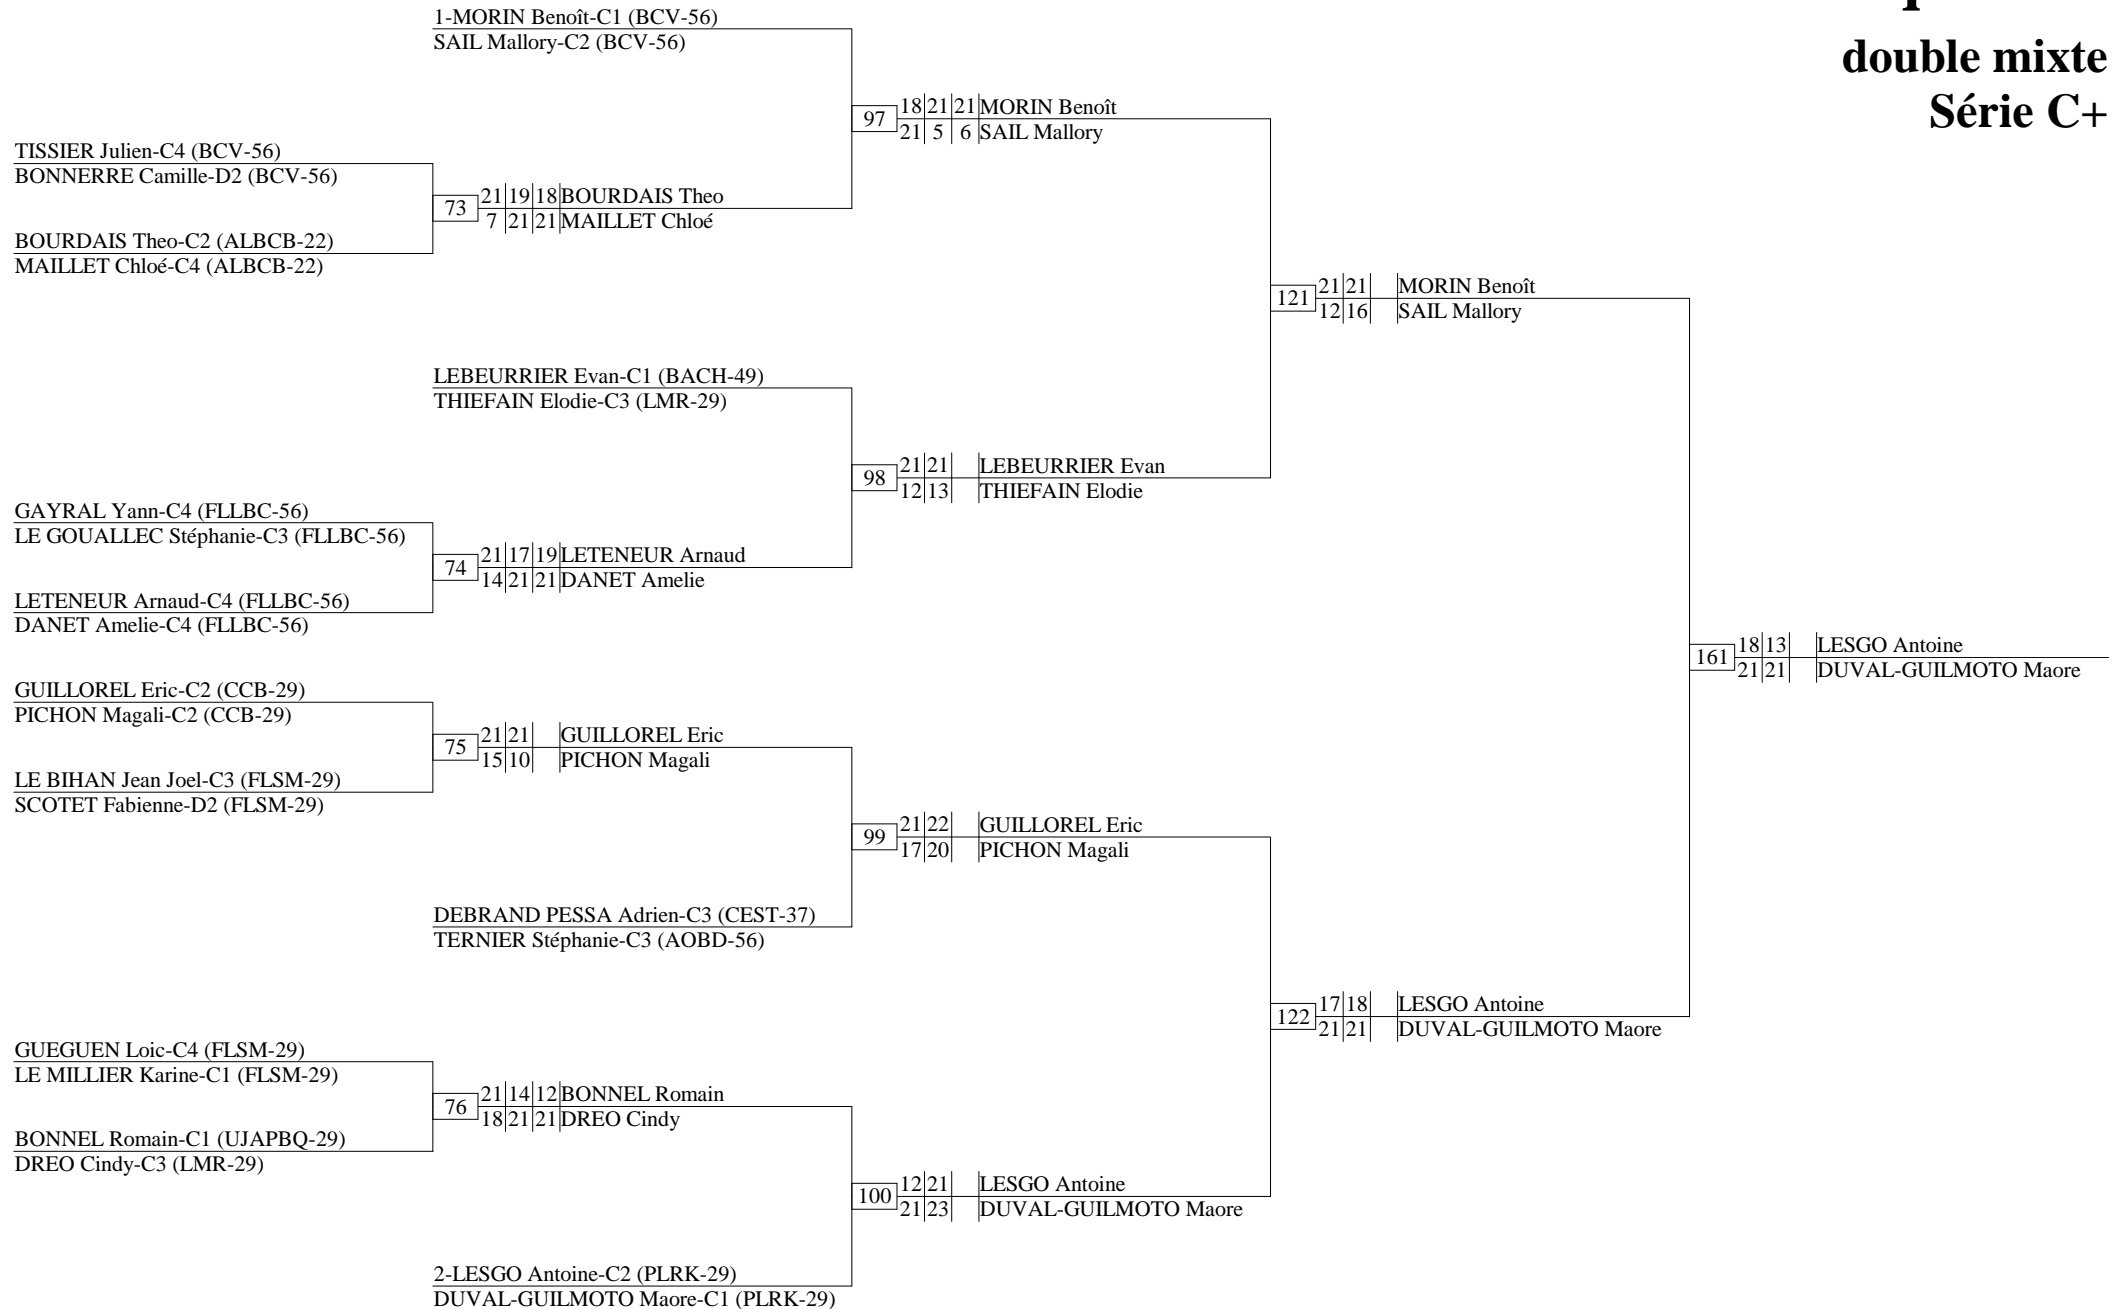 double mixte
Série C+
1-MORIN Benoît-C1 (BCV-56)
SAIL Mallory-C2 (BCV-56)
97
18 21 21 MORIN Benoît
21 5 6 SAIL Mallory
TISSIER Julien-C4 (BCV-56)
BONNERRE Camille-D2 (BCV-56)
73
21 19 18 BOURDAIS Theo
7 21 21 MAILLET Chloé
BOURDAIS Theo-C2 (ALBCB-22)
MAILLET Chloé-C4 (ALBCB-22)
121
21 21 MORIN Benoît
12 16 SAIL Mallory
LEBEURRIER Evan-C1 (BACH-49)
THIEFAIN Elodie-C3 (LMR-29)
98
21 21 LEBEURRIER Evan
12 13 THIEFAIN Elodie
GAYRAL Yann-C4 (FLLBC-56)
LE GOUALLEC Stéphanie-C3 (FLLBC-56)
74
21 17 19 LETENEUR Arnaud
14 21 21 DANET Amelie
LETENEUR Arnaud-C4 (FLLBC-56)
DANET Amelie-C4 (FLLBC-56)
161
18 13 LESGO Antoine
21 21 DUVAL-GUILMOTO Maore
GUILLOREL Eric-C2 (CCB-29)
PICHON Magali-C2 (CCB-29)
75
21 21 GUILLOREL Eric
15 10 PICHON Magali
LE BIHAN Jean Joel-C3 (FLSM-29)
SCOTET Fabienne-D2 (FLSM-29)
99
21 22 GUILLOREL Eric
17 20 PICHON Magali
DEBRAND PESSA Adrien-C3 (CEST-37)
TERNIER Stéphanie-C3 (AOBD-56)
122
17 18 LESGO Antoine
21 21 DUVAL-GUILMOTO Maore
GUEGUEN Loic-C4 (FLSM-29)
LE MILLIER Karine-C1 (FLSM-29)
76
21 14 12 BONNEL Romain
18 21 21 DREO Cindy
BONNEL Romain-C1 (UJAPBQ-29)
DREO Cindy-C3 (LMR-29)
100
12 21 LESGO Antoine
21 23 DUVAL-GUILMOTO Maore
2-LESGO Antoine-C2 (PLRK-29)
DUVAL-GUILMOTO Maore-C1 (PLRK-29)